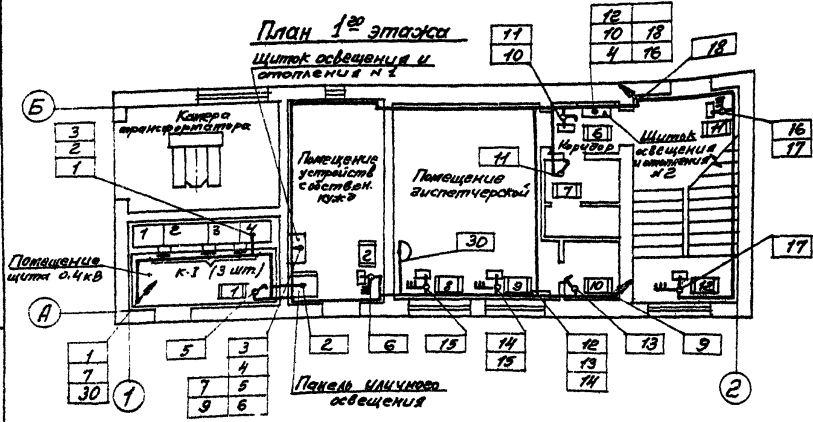 План 1го этажа
Щиток освещения и
отопления N 1
11
10
12
10 18
4 16
18
Б
3
2
1
Камера
трансформатора
Помещение
устройств
собствен.
нужд
Помещение
диспетчерской
11
Коридор
6
7
Щиток
освещения
и отопления
N 2
11
16
17
1 2 3 4
Помещение
щита 0.4 кВ
К-I (3 шт.)
1
2
30
8
9
10
12
17
А
1
7
30
1
5
3
4
7 5
9 6
2
6
15
14
15
12
13
14
13
9
2
Панель уличного
освещения